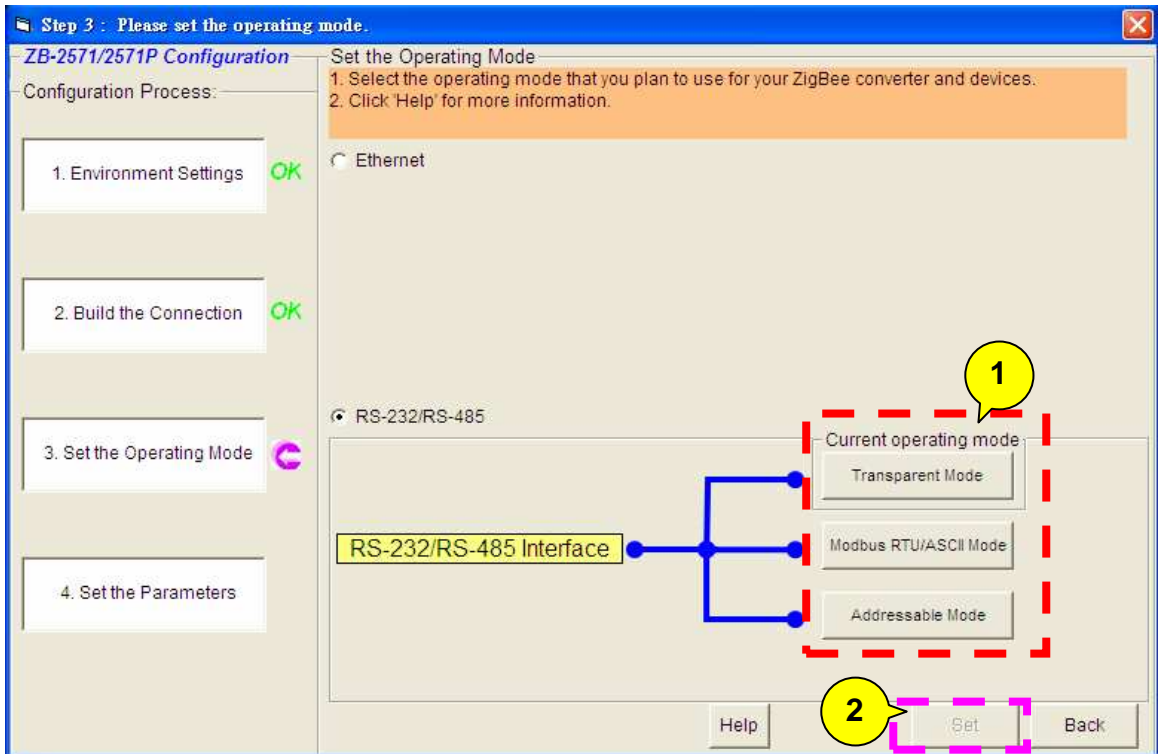 Step 3 : Please set the operating mode.
ZB-2571/2571P Configuration
Configuration Process:
1. Environment Settings
OK
2. Build the Connection
OK
3. Set the Operating Mode
4. Set the Parameters
Set the Operating Mode
1. Select the operating mode that you plan to use for your ZigBee converter and devices.
2. Click 'Help' for more information.
Ethernet
RS-232/RS-485
1
Current operating mode
Transparent Mode
RS-232/RS-485 Interface
Modbus RTU/ASCII Mode
Addressable Mode
Help
2
Set
Back